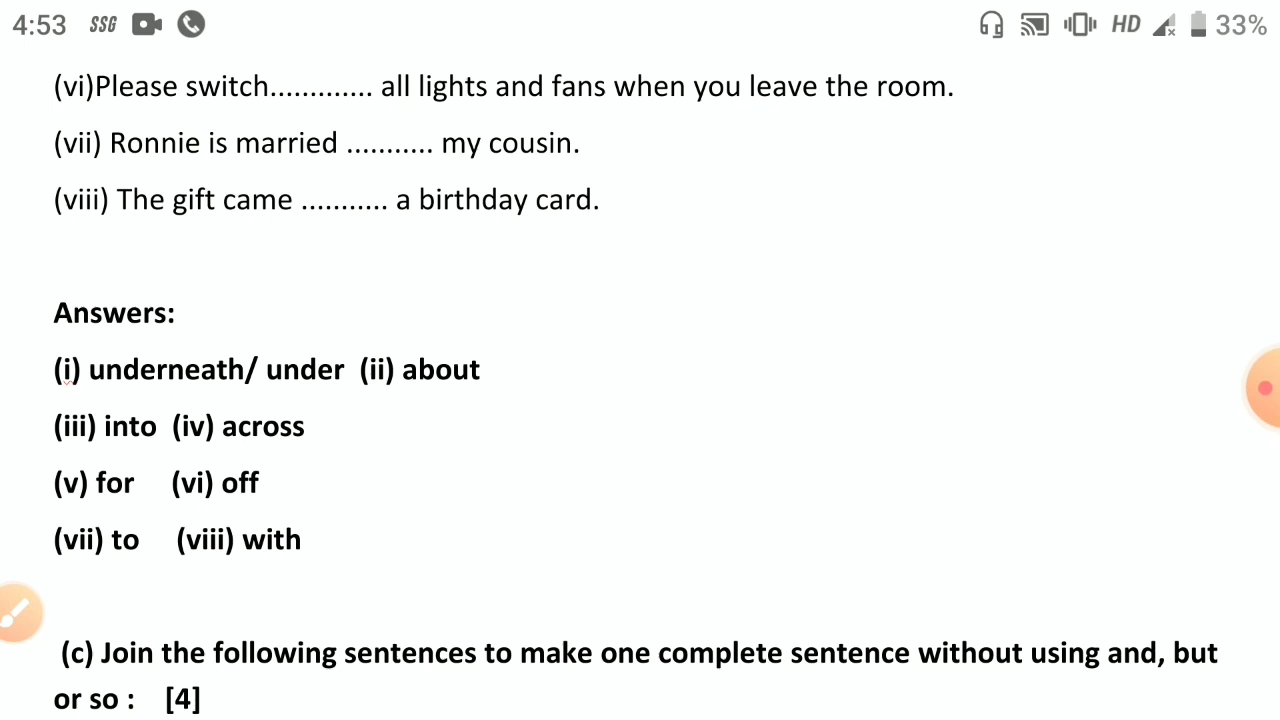 4:53 SSG HD 33%
(vi)Please switch............. all lights and fans when you leave the room.
(vii) Ronnie is married ........... my cousin.
(viii) The gift came ........... a birthday card.
Answers:
(i) underneath/ under (ii) about
(iii) into (iv) across
(v) for (vi) off
(vii) to (viii) with
(c) Join the following sentences to make one complete sentence without using and, but
or so : [4]